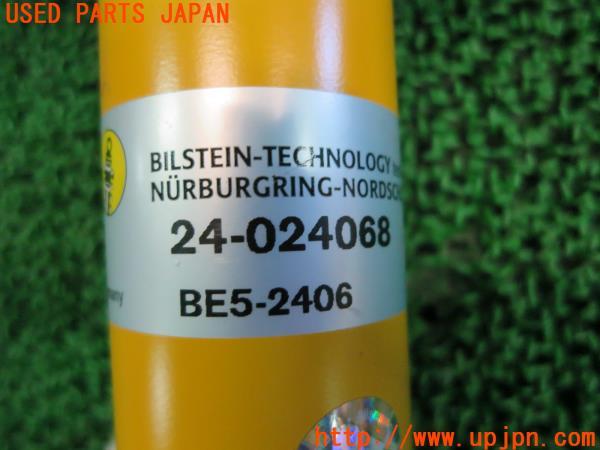 USED PARTS JAPAN
BILSTEIN-TECHNOLOGY
NÜRBURGRING-NORDSC
24-024068
BE5-2406
http://www.upjpn.com